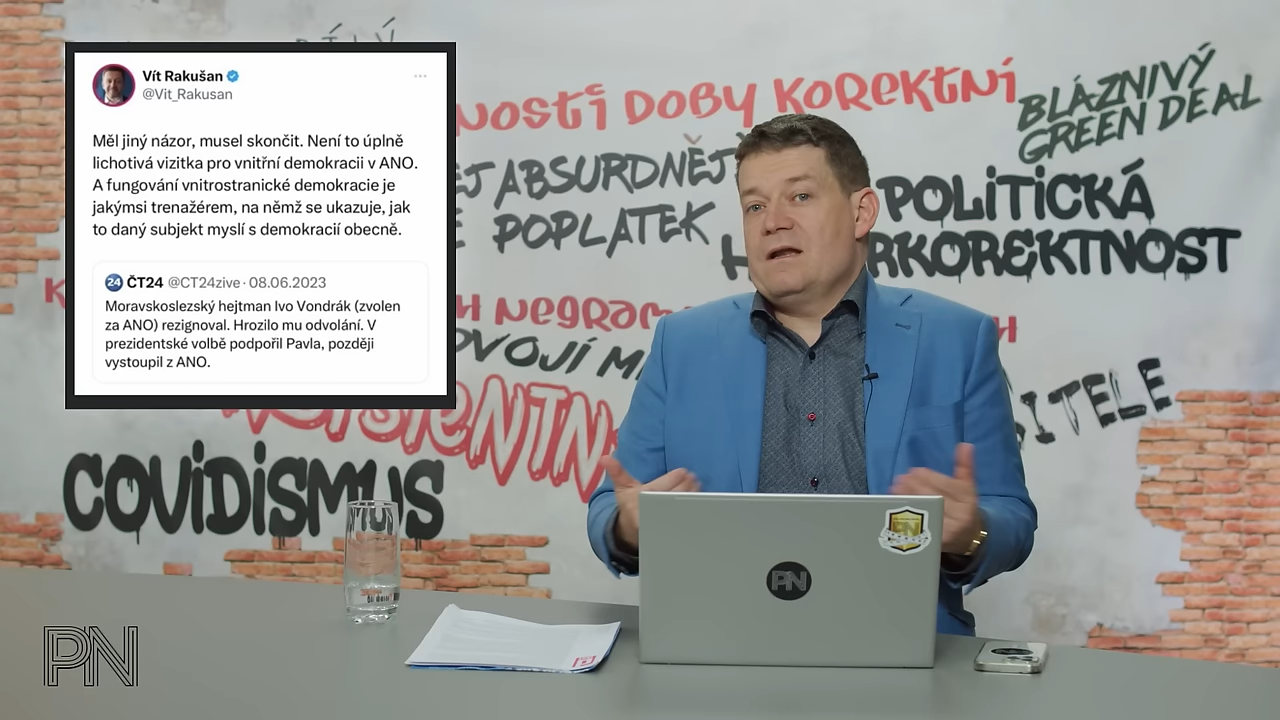 Vít Rakušan
@Vit_Rakusan
Měl jiný názor, musel skončit. Není to úplně
lichotivá vizitka pro vnitřní demokracii v ANO.
A fungování vnitrostranické demokracie je
jakýmsi trenažérem, na němž se ukazuje, jak
to daný subjekt myslí s demokracií obecně.
24 ČT24 @CT24zive · 08.06.2023
Moravskoslezský hejtman Ivo Vondrák (zvolen
za ANO) rezignoval. Hrozilo mu odvolání. V
prezidentské volbě podpořil Pavla, později
vystoupil z ANO.
DOBY KOREKTNÍ
BLÁZNIVÝ
GREEN DEAL
ABSURDNĚJ
POPLATEK
POLITICKÁ
COVIDISMUS
PN
PN